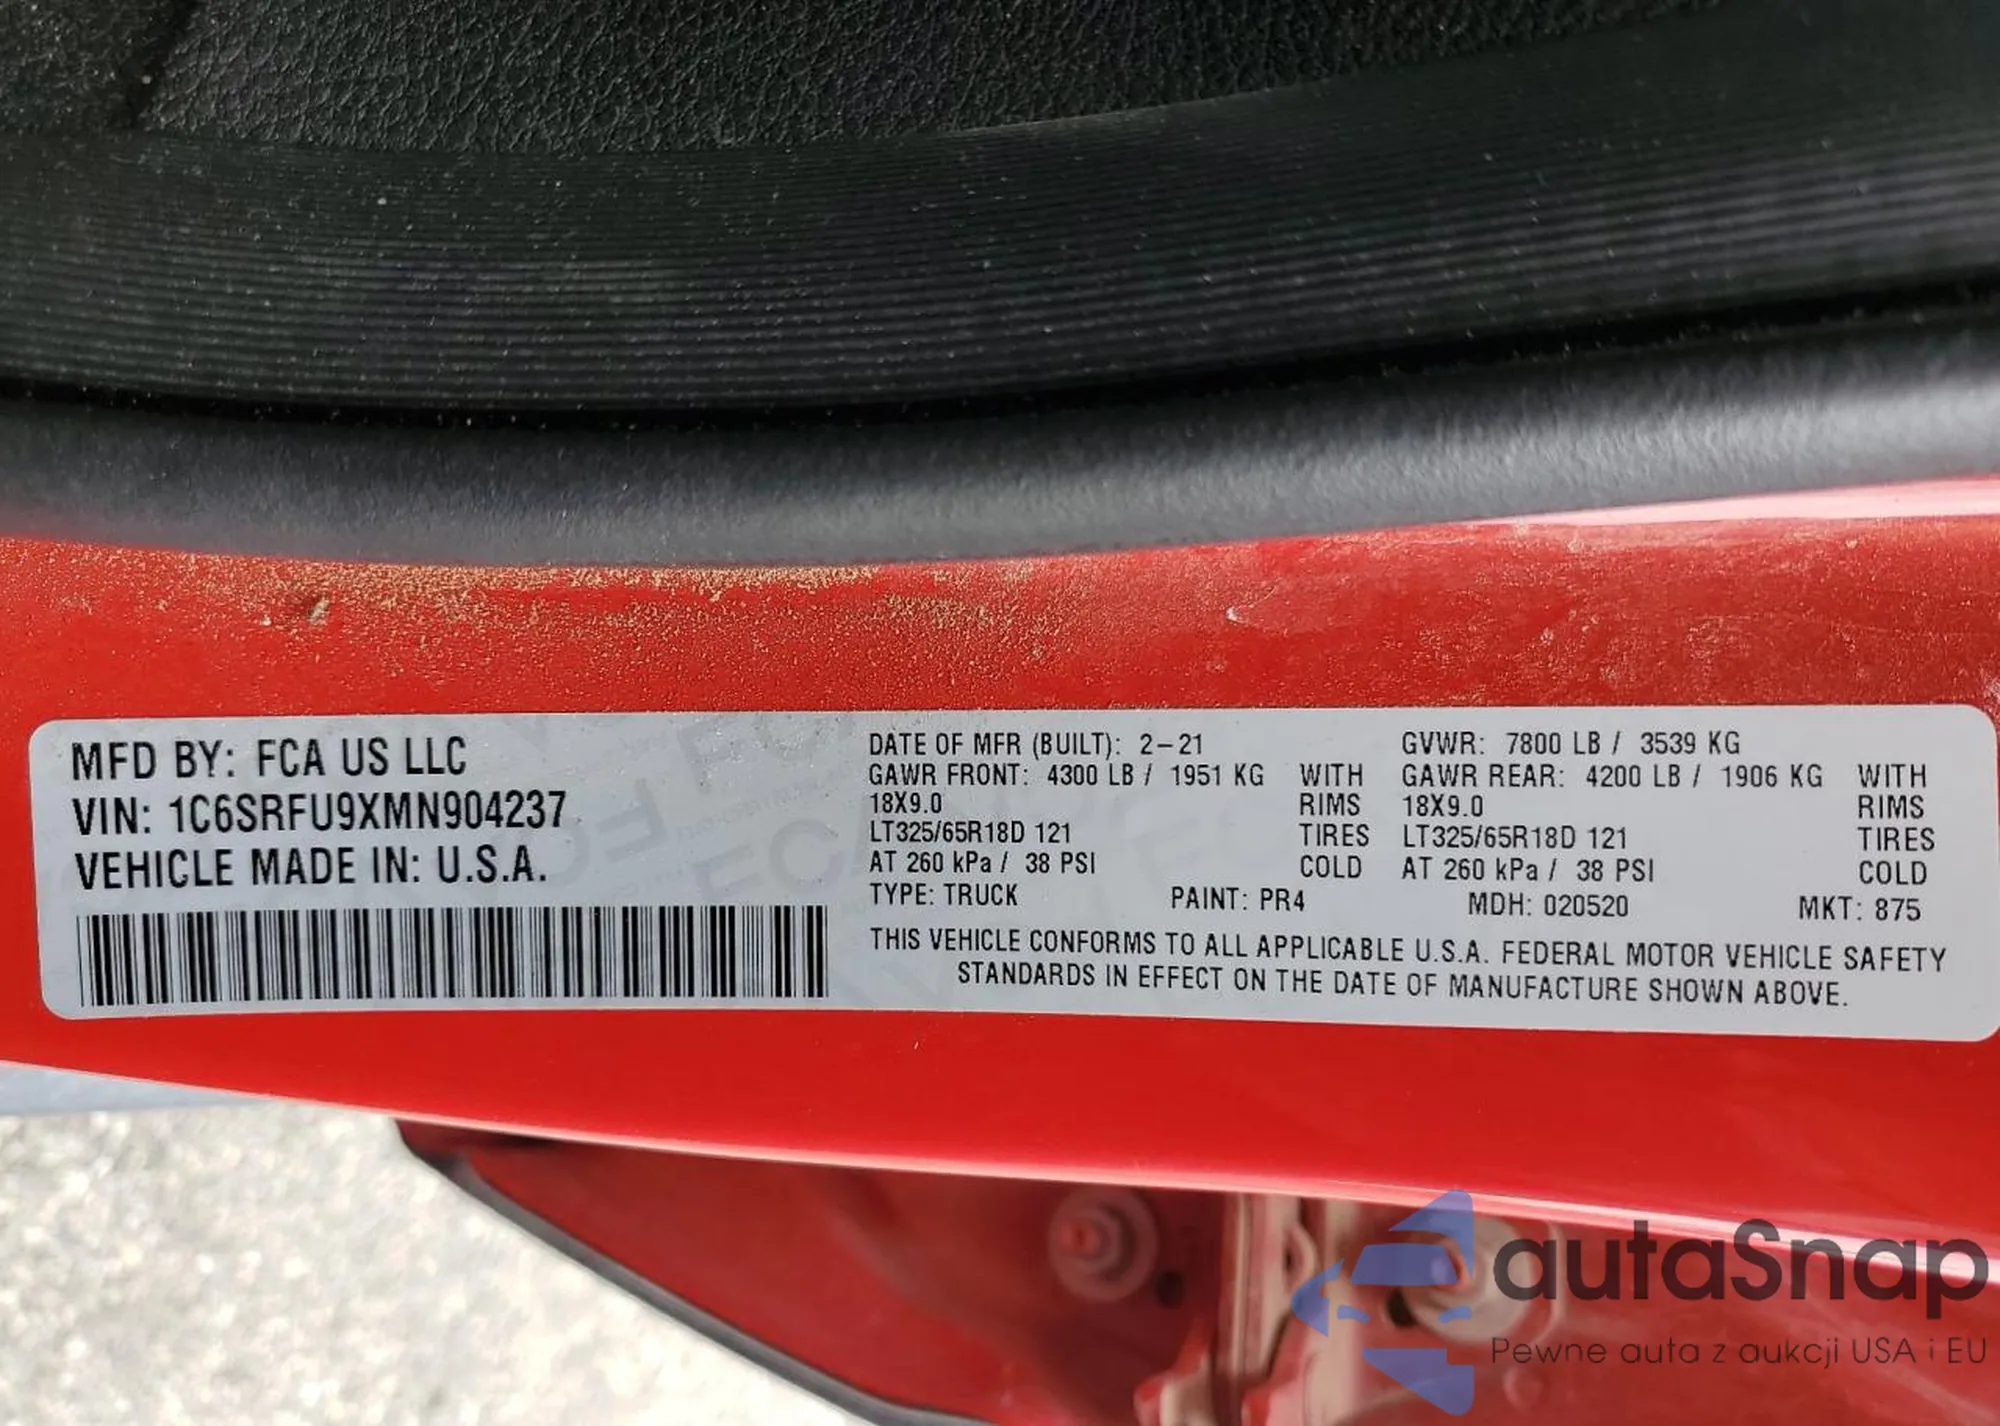 MFD BY: FCA US LLC
VIN: 1C6SRFU9XMN904237
VEHICLE MADE IN: U.S.A.
DATE OF MFR (BUILT): 2-21 GVWR: 7800 LB / 3539 KG
GAWR FRONT: 4300 LB / 1951 KG WITH GAWR REAR: 4200 LB / 1906 KG WITH
18X9.0 RIMS 18X9.0 RIMS
LT325/65R18D 121 TIRES LT325/65R18D 121 TIRES
AT 260 kPa / 38 PSI COLD AT 260 kPa / 38 PSI COLD
TYPE: TRUCK PAINT: PR4 MDH: 020520 MKT: 875
THIS VEHICLE CONFORMS TO ALL APPLICABLE U.S.A. FEDERAL MOTOR VEHICLE SAFETY
STANDARDS IN EFFECT ON THE DATE OF MANUFACTURE SHOWN ABOVE.
autaSnap
Pewne auta z aukcji USA i EU